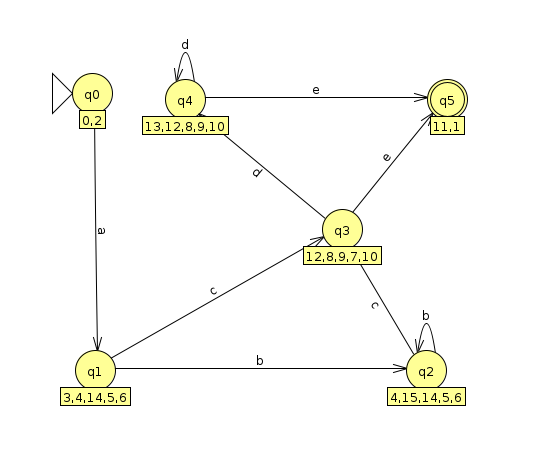 d
q0
q4
e
q5
0,2
13,12,8,9,10
11,1
e
d
a
q3
12,8,9,7,10
c
c
b
b
q1
q2
3,4,14,5,6
4,15,14,5,6